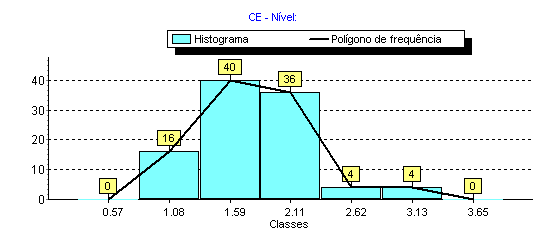 CE - Nível:
Histograma
Polígono de frequência
40
30
20
10
0
0
16
40
36
4
4
0
0.57 1.08 1.59 2.11 2.62 3.13 3.65
Classes